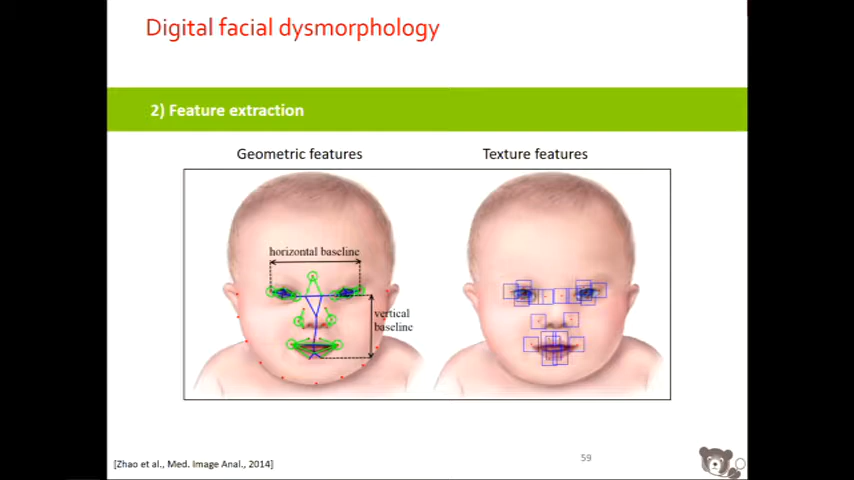 Digital facial dysmorphology
2) Feature extraction
Geometric features
Texture features
horizontal baseline
vertical
baseline
[Zhao et al., Med. Image Anal., 2014]
59